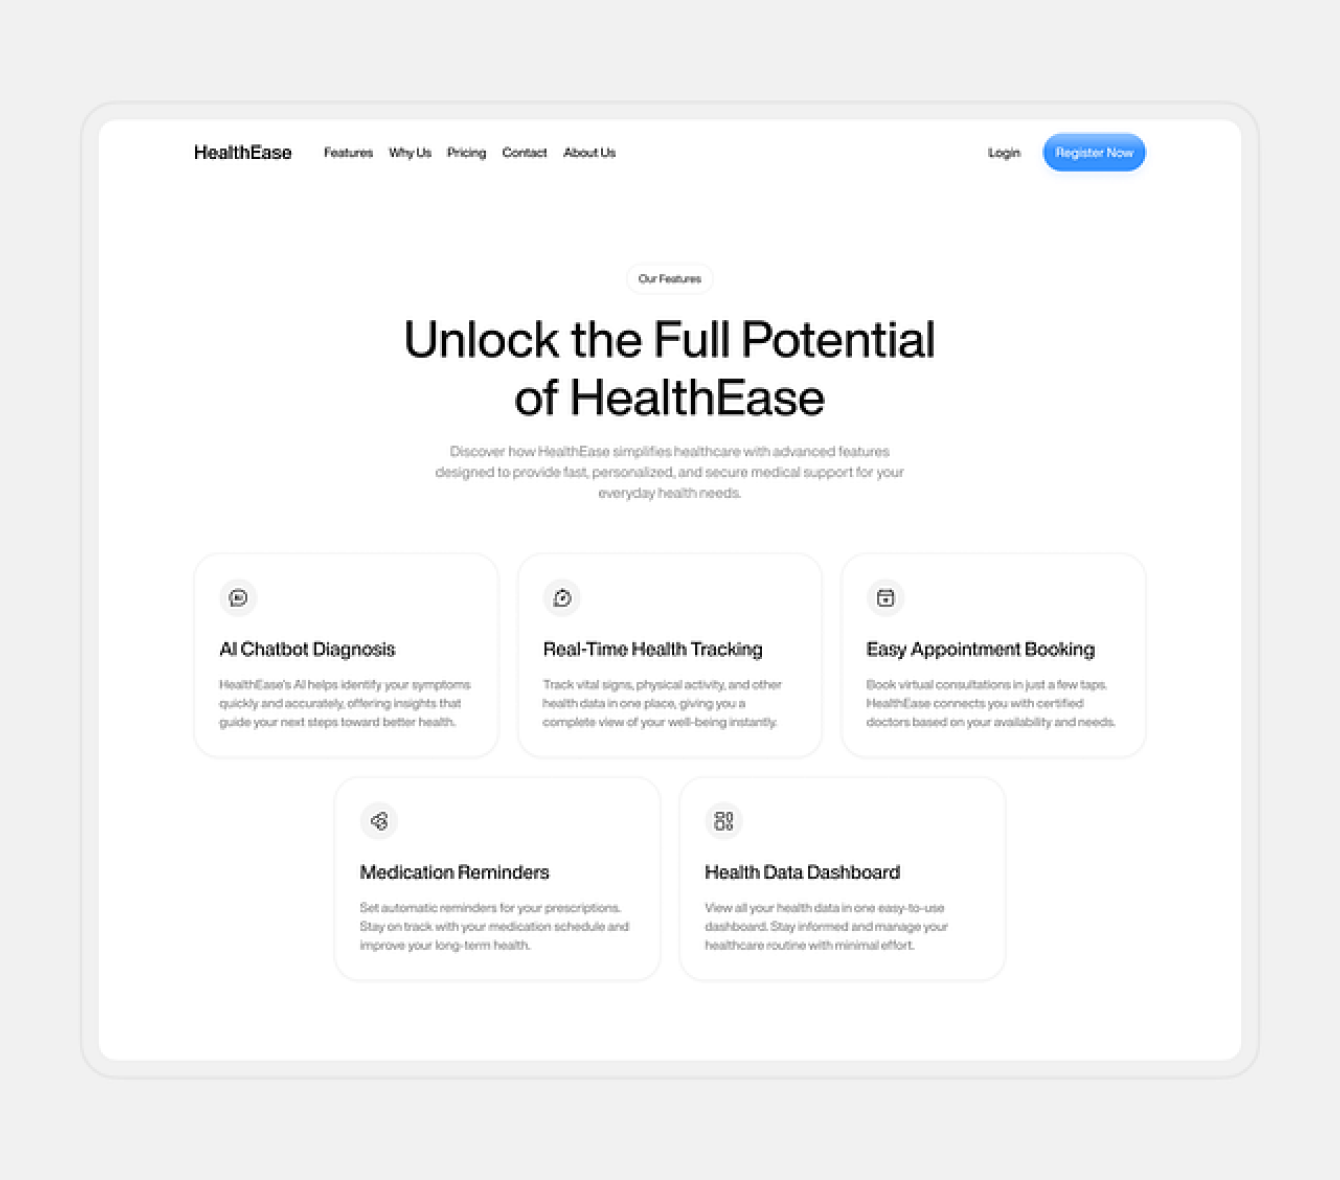 HealthEase
Features
Why Us
Pricing
Contact
About Us
Login
Register Now
Our Features
Unlock the Full Potential
of HealthEase
Discover how HealthEase simplifies healthcare with advanced features
designed to provide fast, personalized, and secure medical support for your
everyday health needs.
AI Chatbot Diagnosis
HealthEase's AI helps identify your symptoms
quickly and accurately, offering insights that
guide your next steps toward better health.
Real-Time Health Tracking
Track vital signs, physical activity, and other
health data in one place, giving you a
complete view of your well-being instantly.
Easy Appointment Booking
Book virtual consultations in just a few taps.
HealthEase connects you with certified
doctors based on your availability and needs.
Medication Reminders
Set automatic reminders for your prescriptions.
Stay on track with your medication schedule and
improve your long-term health.
Health Data Dashboard
View all your health data in one easy-to-use
dashboard. Stay informed and manage your
healthcare routine with minimal effort.